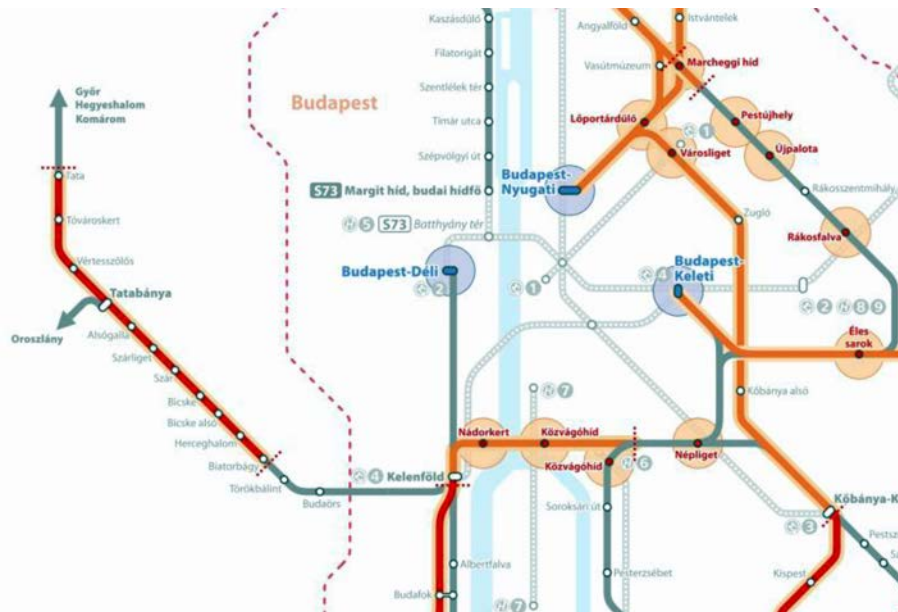 Kaszásdűlő
Angyalföld
Istvántelek
Filatorigát
Vasútmúzeum
Marcheggi híd
Szentlélek tér
Budapest
Győr
Hegyeshalom
Komárom
Tímár utca
Lőportárdűlő
1
Pestújhely
Szépvölgyi út
Városliget
Újpalota
Tata
Budapest-
Nyugati
S73 Margit híd, budai hídfő
Rákosszentmihály
Tóvároskert
5 S73 Batthyány tér
Zugló
Rákosfalva
Vértesszőlős
Budapest-Déli
2
Budapest-
Keleti
4
1
Tatabánya
2 8 9
Oroszlány
Alsógalla
Szárliget
Éles
sarok
Szár
Bicske
7
Kőbánya alsó
Bicske alsó
Herceghalom
Nádorkert
Közvágóhíd
Biatorbágy
Közvágóhíd
6
Népliget
4 Kelenföld
Törökbálint
Budaörs
Soroksári út
Kőbánya-K
3
Pestsz
Albertfalva
Pesterzsébet
Kispest
Budafok
7